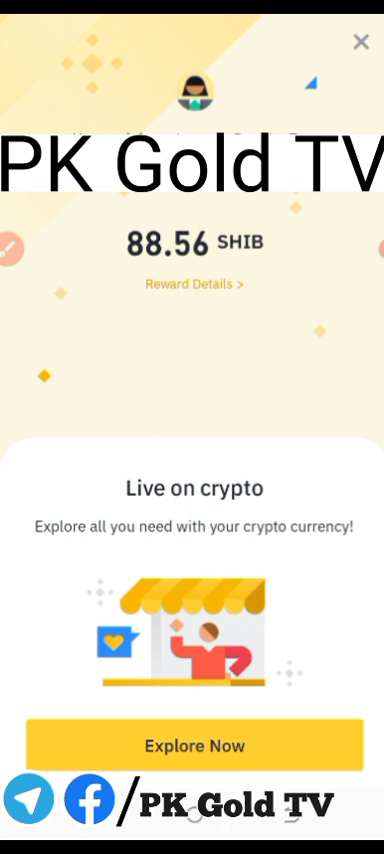 PK Gold TV
88.56 SHIB
Reward Details >
Live on crypto
Explore all you need with your crypto currency!
Explore Now
/PK Gold TV